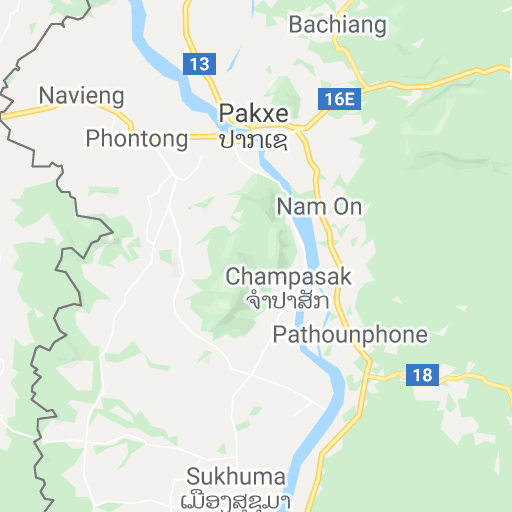 Bachiang
13
Navieng
16E
Pakxe
ປາກເຊ
Phontong
Nam On
Champasak
ຈຳປາສັກ
Pathounphone
18
Sukhuma
ເມືອງສຸຂຸມາ